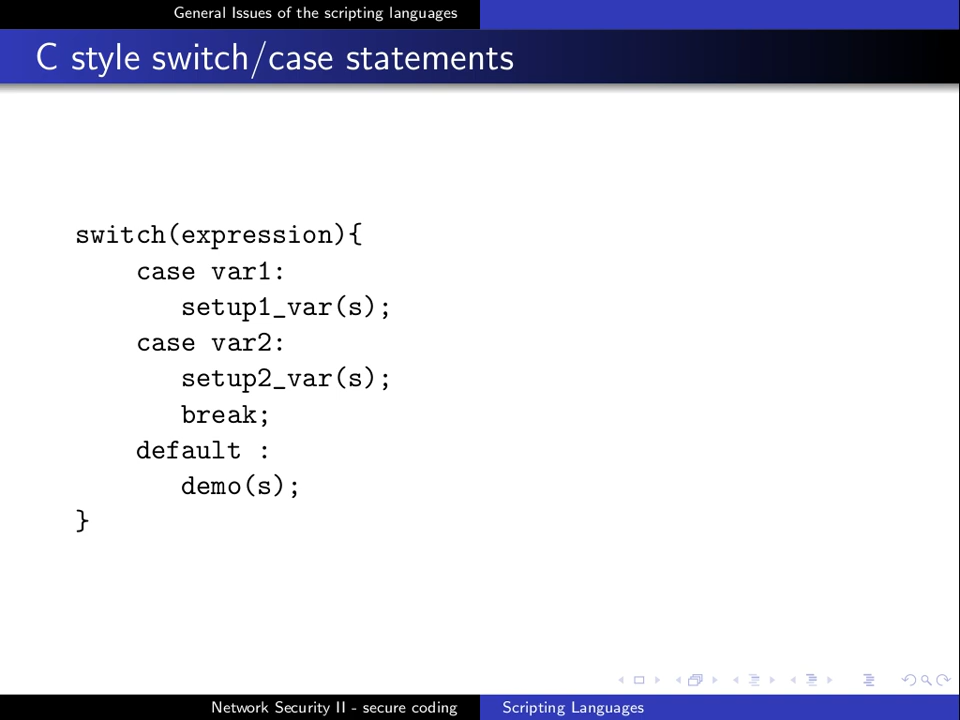 General Issues of the scripting languages
C style switch/case statements
switch(expression){
    case var1:
       setup1_var(s);
    case var2:
       setup2_var(s);
       break;
    default :
       demo(s);
}
Network Security II - secure coding
Scripting Languages